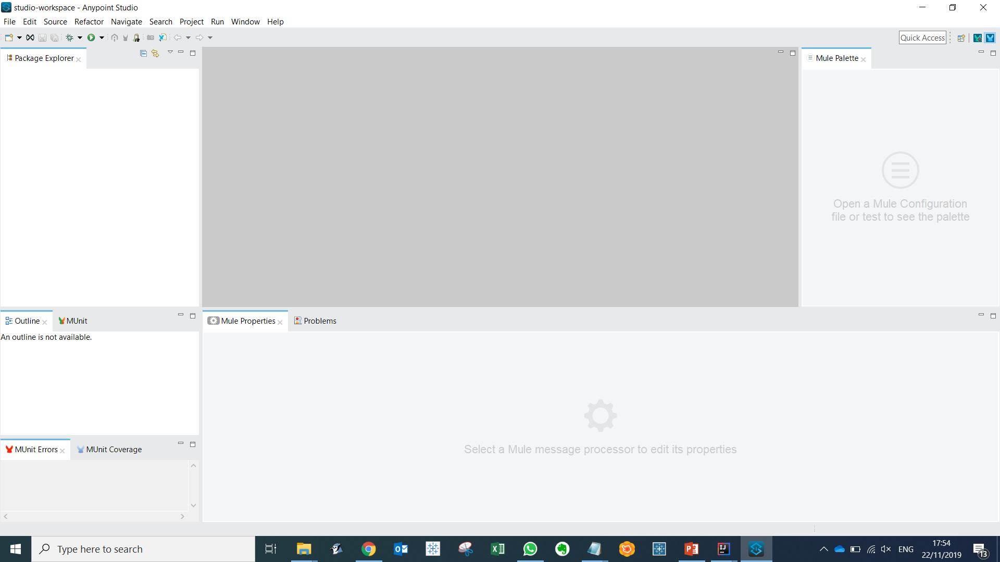 studio-workspace - Anypoint Studio
File Edit Source Refactor Navigate Search Project Run Window Help
Quick Access
Package Explorer
Mule Palette
Open a Mule Configuration
file or test to see the palette
Outline MUnit
An outline is not available.
Mule Properties Problems
Select a Mule message processor to edit its properties
MUnit Errors MUnit Coverage
Type here to search
ENG
17:54
22/11/2019
13